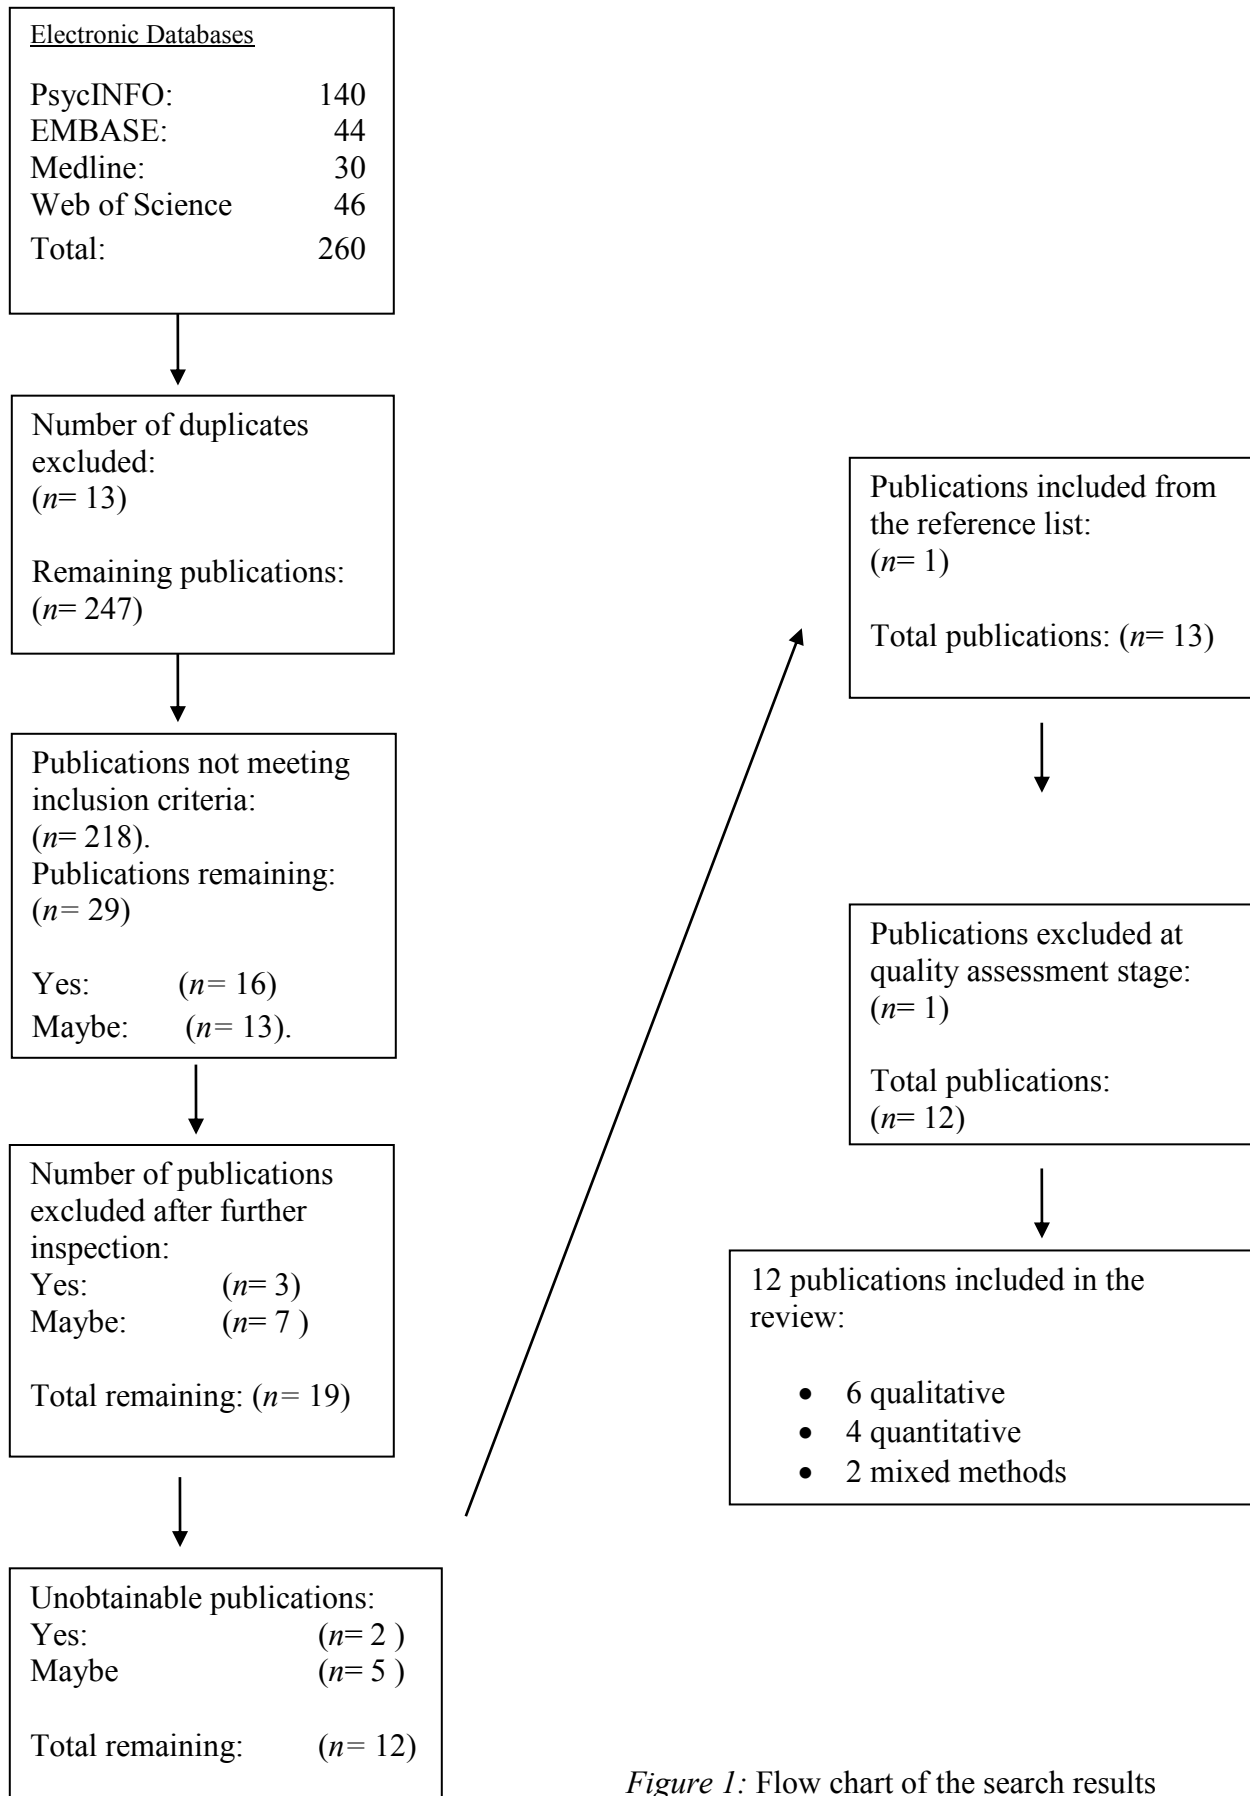 Electronic Databases
PsycINFO: 140
EMBASE: 44
Medline: 30
Web of Science 46
Total: 260
Number of duplicates
excluded:
(n= 13)
Remaining publications:
(n= 247)
Publications not meeting
inclusion criteria:
(n= 218).
Publications remaining:
(n= 29)
Yes: (n= 16)
Maybe: (n= 13).
Number of publications
excluded after further
inspection:
Yes: (n= 3)
Maybe: (n= 7 )
Total remaining: (n= 19)
Unobtainable publications:
Yes: (n= 2 )
Maybe (n= 5 )
Total remaining: (n= 12)
Publications included from
the reference list:
(n= 1)
Total publications: (n= 13)
Publications excluded at
quality assessment stage:
(n= 1)
Total publications:
(n= 12)
12 publications included in the
review:
• 6 qualitative
• 4 quantitative
• 2 mixed methods
Figure 1: Flow chart of the search results